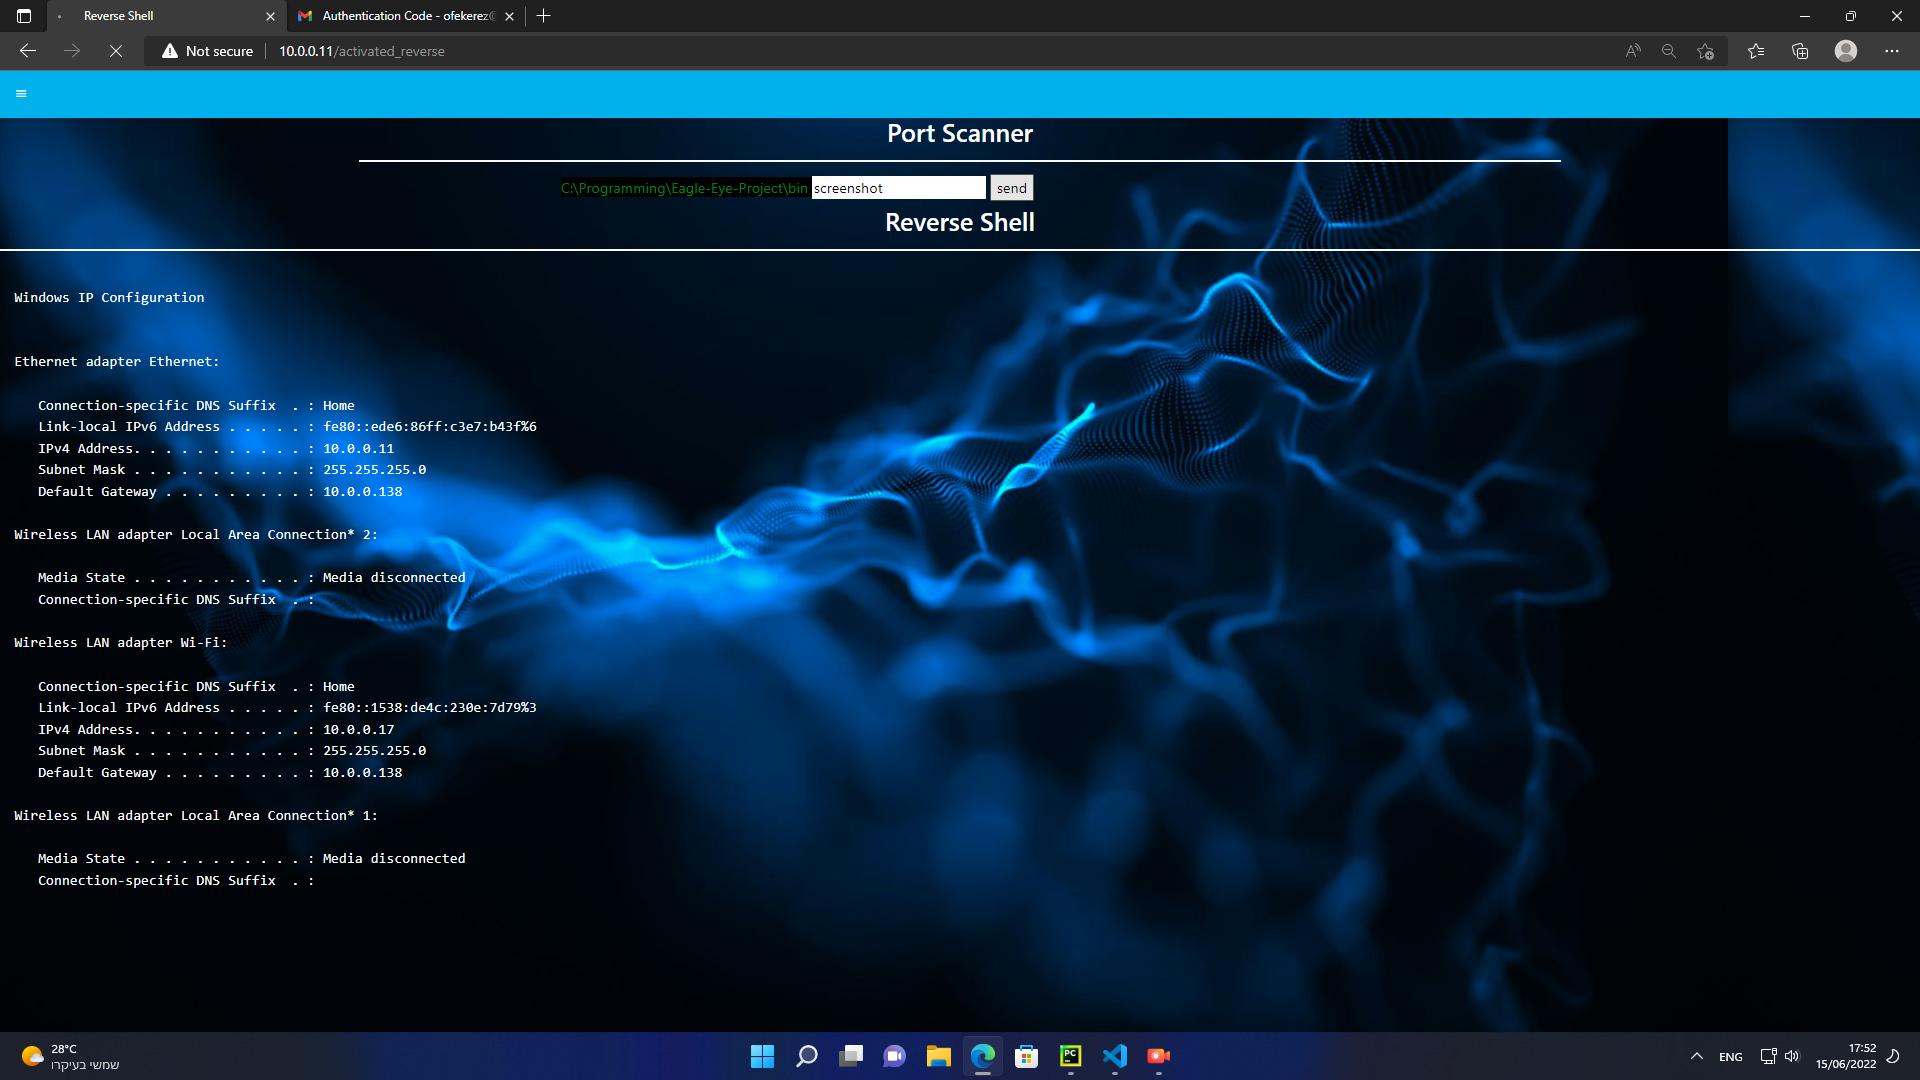 Reverse Shell
Authentication Code - ofekerez
Not secure
10.0.0.11/activated_reverse
Port Scanner
C:\Programming\Eagle-Eye-Project\bin screenshot send
Reverse Shell
Windows IP Configuration
Ethernet adapter Ethernet:
Connection-specific DNS Suffix . : Home
Link-local IPv6 Address . . . . . : fe80::ede6:86ff:c3e7:b43f%6
IPv4 Address. . . . . . . . . . . : 10.0.0.11
Subnet Mask . . . . . . . . . . . : 255.255.255.0
Default Gateway . . . . . . . . . : 10.0.0.138
Wireless LAN adapter Local Area Connection* 2:
Media State . . . . . . . . . . . : Media disconnected
Connection-specific DNS Suffix . :
Wireless LAN adapter Wi-Fi:
Connection-specific DNS Suffix . : Home
Link-local IPv6 Address . . . . . : fe80::1538:de4c:230e:7d79%3
IPv4 Address. . . . . . . . . . . : 10.0.0.17
Subnet Mask . . . . . . . . . . . : 255.255.255.0
Default Gateway . . . . . . . . . : 10.0.0.138
Wireless LAN adapter Local Area Connection* 1:
Media State . . . . . . . . . . . : Media disconnected
Connection-specific DNS Suffix . :
28°C
שמשי בעיקרו
PC
ENG
17:52
15/06/2022